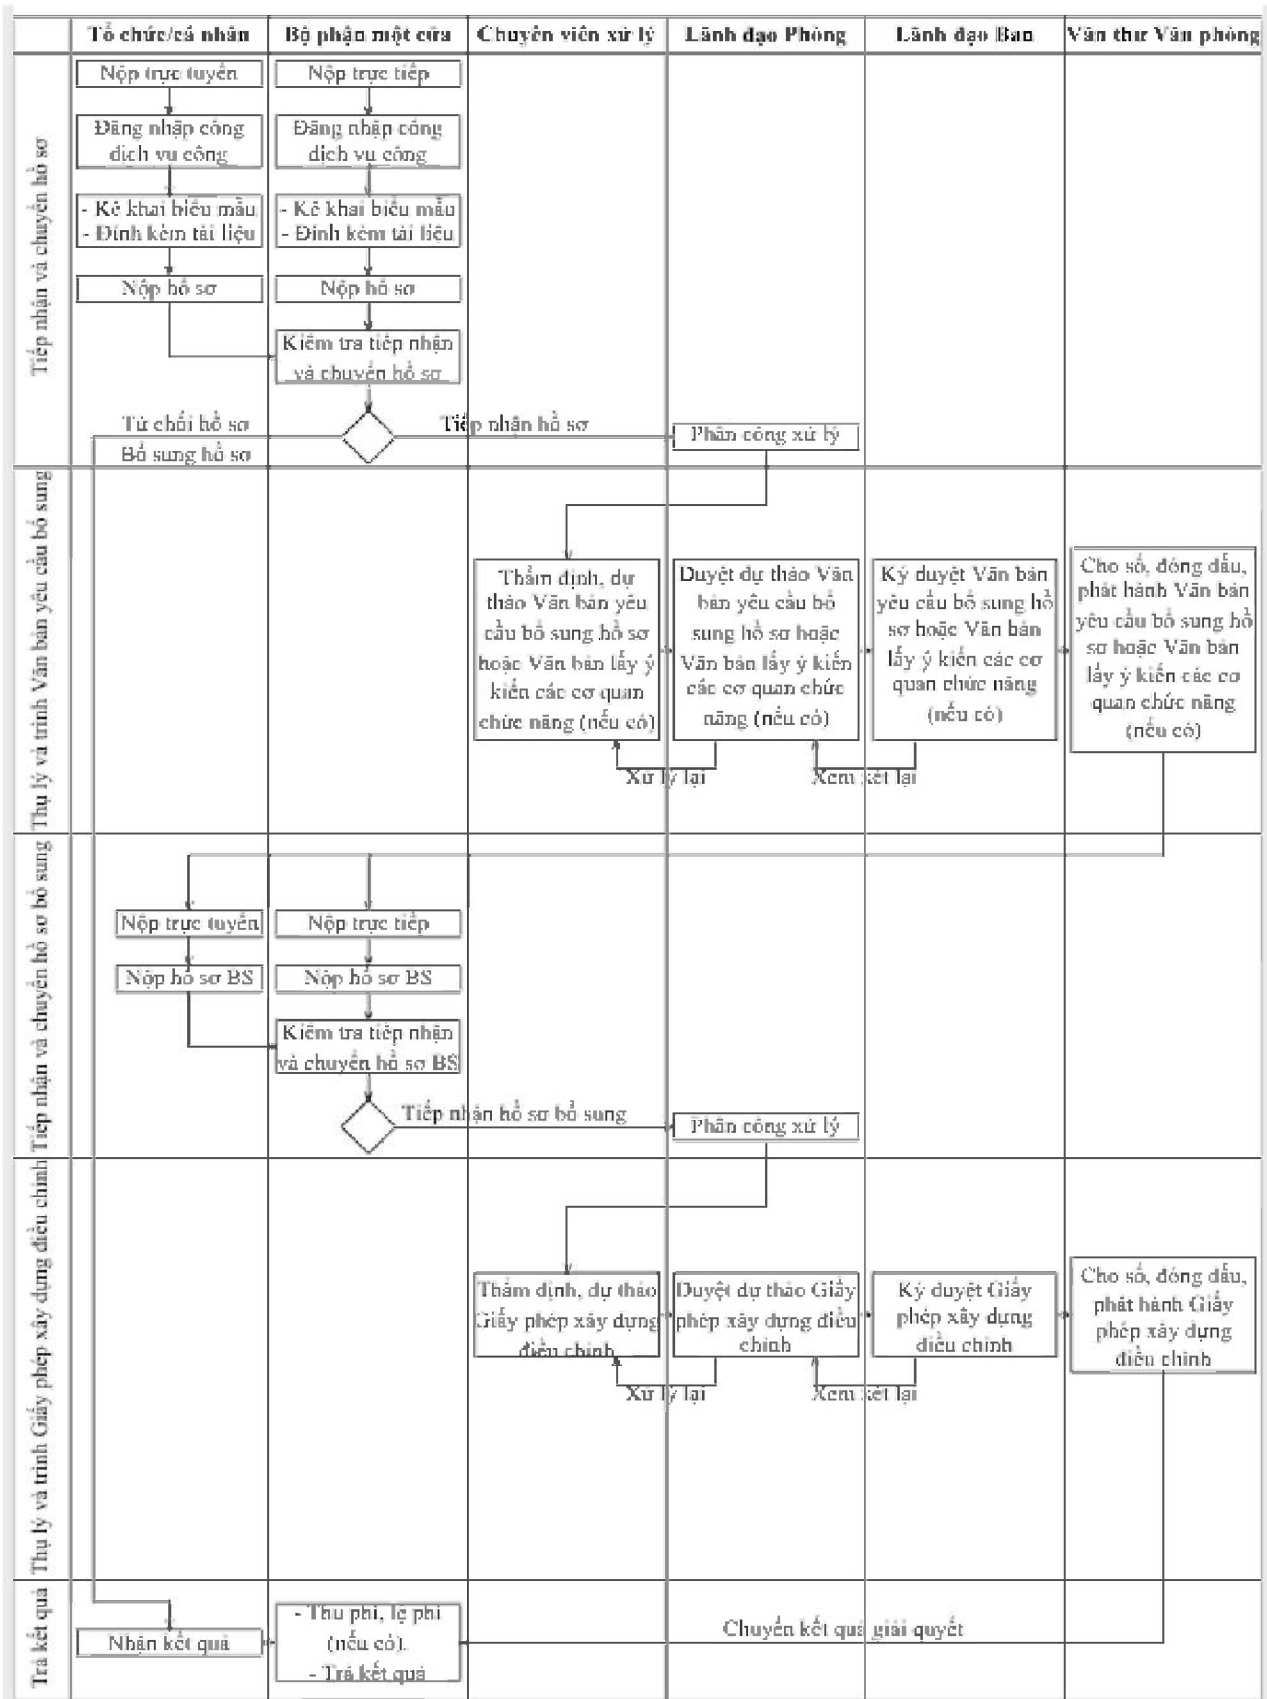 Tổ chức/cá nhân
Bộ phận một cửa
Chuyên viên xử lý
Lãnh đạo Phòng
Lãnh đạo Ban
Văn thư Văn phòng
Tiếp nhận và chuyển hồ sơ
Nộp trực tuyến
Nộp trực tiếp
Đăng nhập cổng
dịch vụ công
Đăng nhập cổng
dịch vụ công
- Kê khai biểu mẫu
- Đính kèm tài liệu
- Kê khai biểu mẫu
- Đính kèm tài liệu
Nộp hồ sơ
Nộp hồ sơ
Kiểm tra tiếp nhận
và chuyển hồ sơ
Từ chối hồ sơ
Bổ sung hồ sơ
Tiếp nhận hồ sơ
Phân công xử lý
Thụ lý và trình Văn bản yêu cầu bổ sung
Thẩm định, dự
thảo Văn bản yêu
cầu bổ sung hồ sơ
hoặc Văn bản lấy ý
kiến các cơ quan
chức năng (nếu có)
Duyệt dự thảo Văn
bản yêu cầu bổ
sung hồ sơ hoặc
Văn bản lấy ý kiến
các cơ quan chức
năng (nếu có)
Ký duyệt Văn bản
yêu cầu bổ sung hồ
sơ hoặc Văn bản
lấy ý kiến các cơ
quan chức năng
(nếu có)
Cho số, đóng dấu,
phát hành Văn bản
yêu cầu bổ sung hồ
sơ hoặc Văn bản
lấy ý kiến các cơ
quan chức năng
(nếu có)
Xử lý lại
Xem xét lại
Tiếp nhận và chuyển hồ sơ bổ sung
Nộp trực tuyến
Nộp trực tiếp
Nộp hồ sơ BS
Nộp hồ sơ BS
Kiểm tra tiếp nhận
và chuyển hồ sơ BS
Tiếp nhận hồ sơ bổ sung
Phân công xử lý
Thụ lý và trình Giấy phép xây dựng điều chỉnh
Thẩm định, dự thảo
Giấy phép xây dựng
điều chỉnh
Duyệt dự thảo Giấy
phép xây dựng điều
chỉnh
Ký duyệt Giấy
phép xây dựng
điều chỉnh
Cho số, đóng dấu,
phát hành Giấy
phép xây dựng
điều chỉnh
Xử lý lại
Xem xét lại
Trả kết quả
Nhận kết quả
- Thu phí, lệ phí
(nếu có).
- Trả kết quả
Chuyển kết quả giải quyết